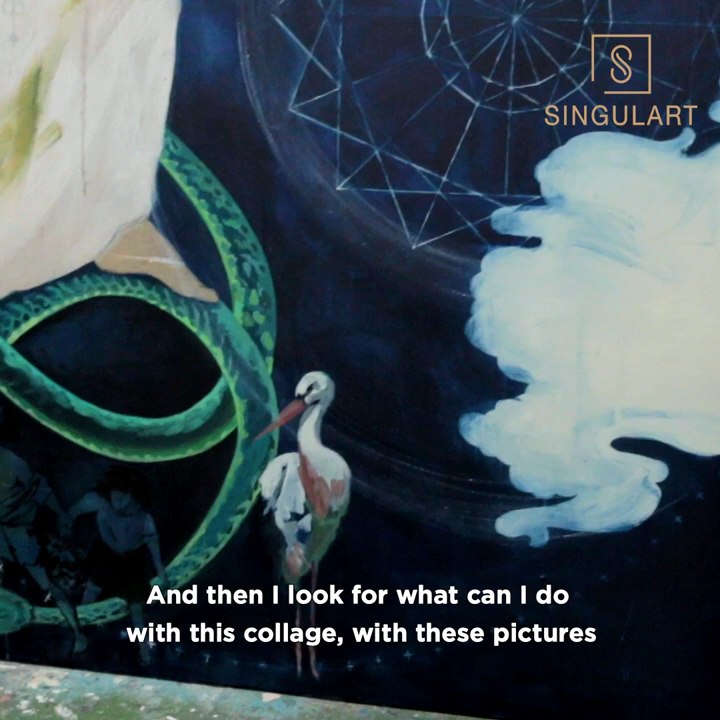 SINGULART
And then I look for what can I do
with this collage, with these pictures